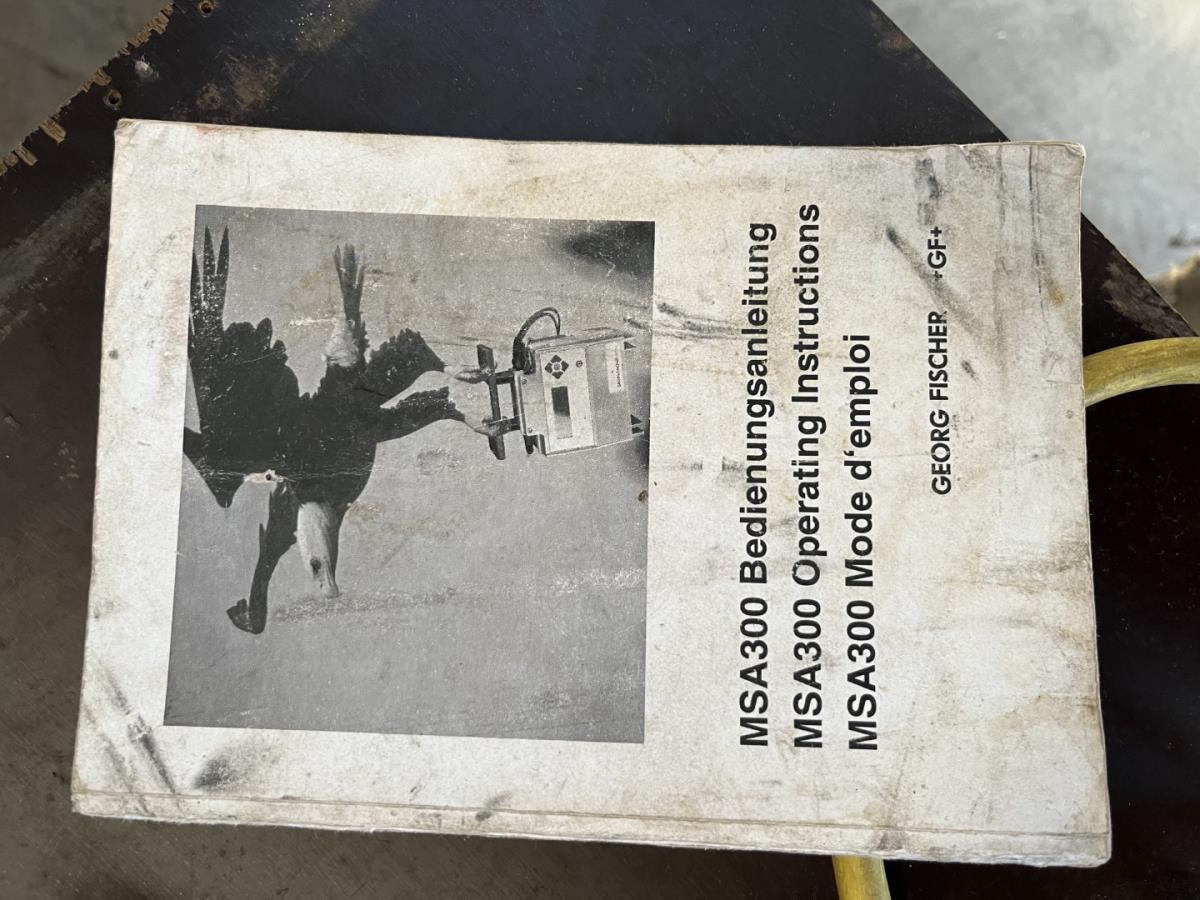 MSA300 Bedienungsanleitung
MSA300 Operating Instructions
MSA300 Mode d‘emploi
GEORG FISCHER +GF+